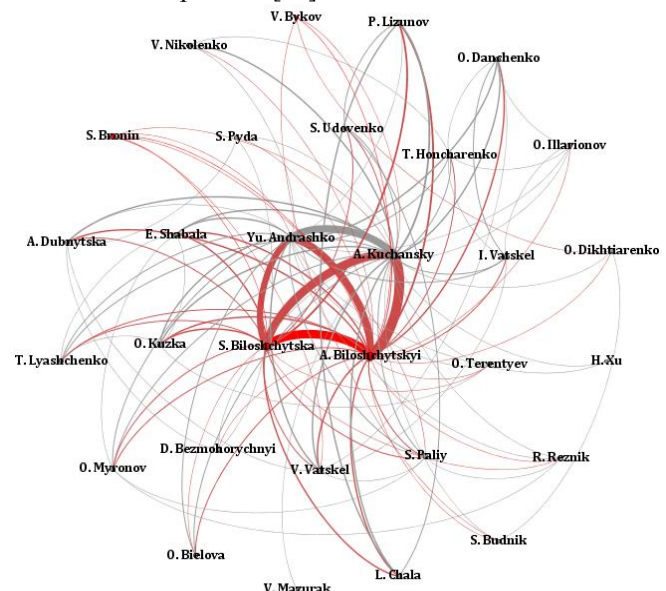 V. Bykov
P. Lizunov
V. Nikolenko
O. Danchenko
S. Udovenko
S. Bronin
S. Pyda
O. Illarionov
T. Honcharenko
E. Shabala
Yu. Andrashko
A. Dubnytska
A. Kuchansky
I. Vatskel
O. Dikhtiarenko
O. Kuzka
S. Biloshchytska
A. Biloshchytskyi
T. Lyashchenko
O. Terentyev
H. Xu
D. Bezmohorychnyi
O. Myronov
V. Vatskel
S. Paliy
R. Reznik
S. Budnik
O. Bielova
L. Chala
V. Mazurak